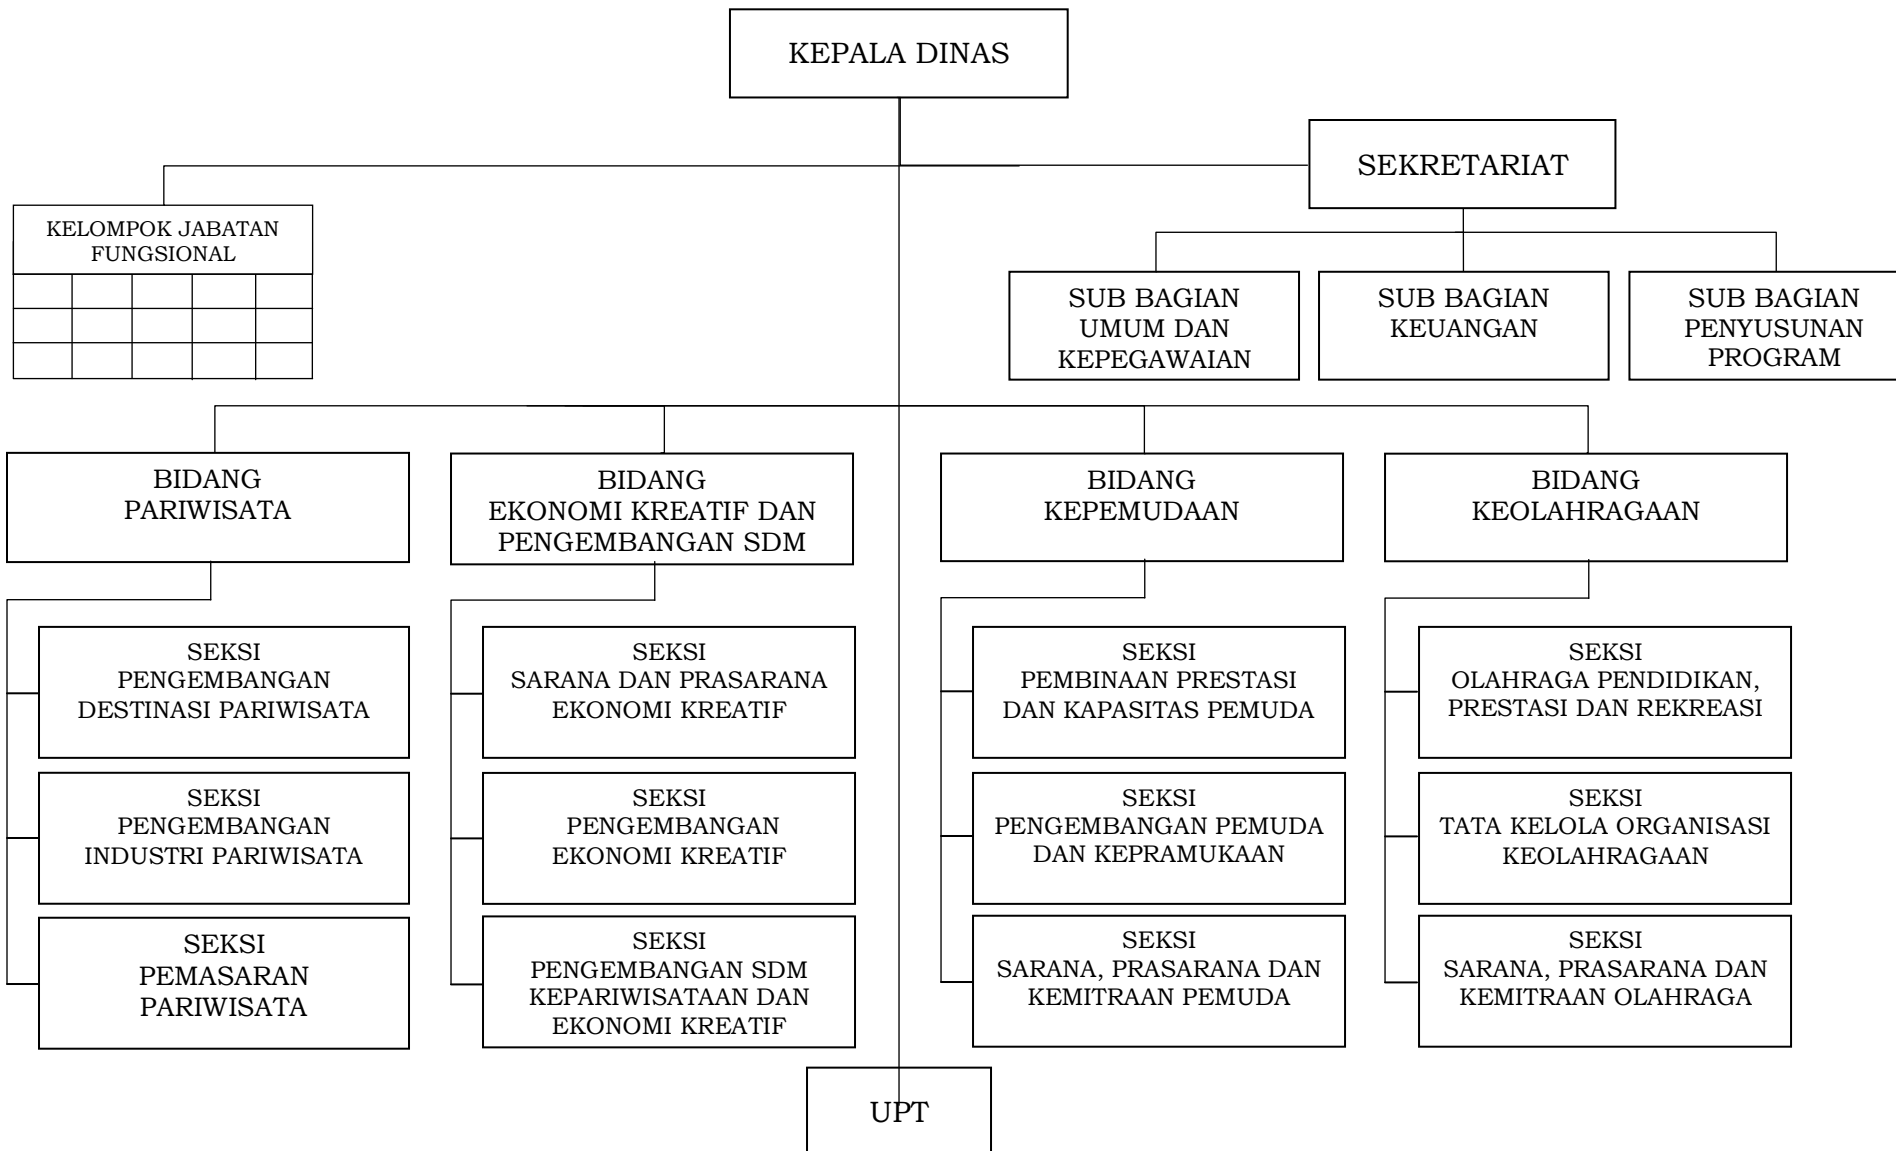 KEPALA DINAS
SEKRETARIAT
KELOMPOK JABATAN
FUNGSIONAL
SUB BAGIAN
UMUM DAN
KEPEGAWAIAN
SUB BAGIAN
KEUANGAN
SUB BAGIAN
PENYUSUNAN
PROGRAM
BIDANG
PARIWISATA
BIDANG
EKONOMI KREATIF DAN
PENGEMBANGAN SDM
BIDANG
KEPEMUDAAN
BIDANG
KEOLAHRAGAAN
SEKSI
PENGEMBANGAN
DESTINASI PARIWISATA
SEKSI
SARANA DAN PRASARANA
EKONOMI KREATIF
SEKSI
PEMBINAAN PRESTASI
DAN KAPASITAS PEMUDA
SEKSI
OLAHRAGA PENDIDIKAN,
PRESTASI DAN REKREASI
SEKSI
PENGEMBANGAN
INDUSTRI PARIWISATA
SEKSI
PENGEMBANGAN
EKONOMI KREATIF
SEKSI
PENGEMBANGAN PEMUDA
DAN KEPRAMUKAAN
SEKSI
TATA KELOLA ORGANISASI
KEOLAHRAGAAN
SEKSI
PEMASARAN
PARIWISATA
SEKSI
PENGEMBANGAN SDM
KEPARIWISATAAN DAN
EKONOMI KREATIF
SEKSI
SARANA, PRASARANA DAN
KEMITRAAN PEMUDA
SEKSI
SARANA, PRASARANA DAN
KEMITRAAN OLAHRAGA
UPT